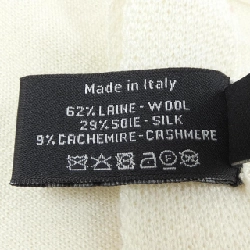 Made in Italy
62% LAINE - WOOL
29% SOIE - SILK
9% CACHEMIRE - CASHMERE